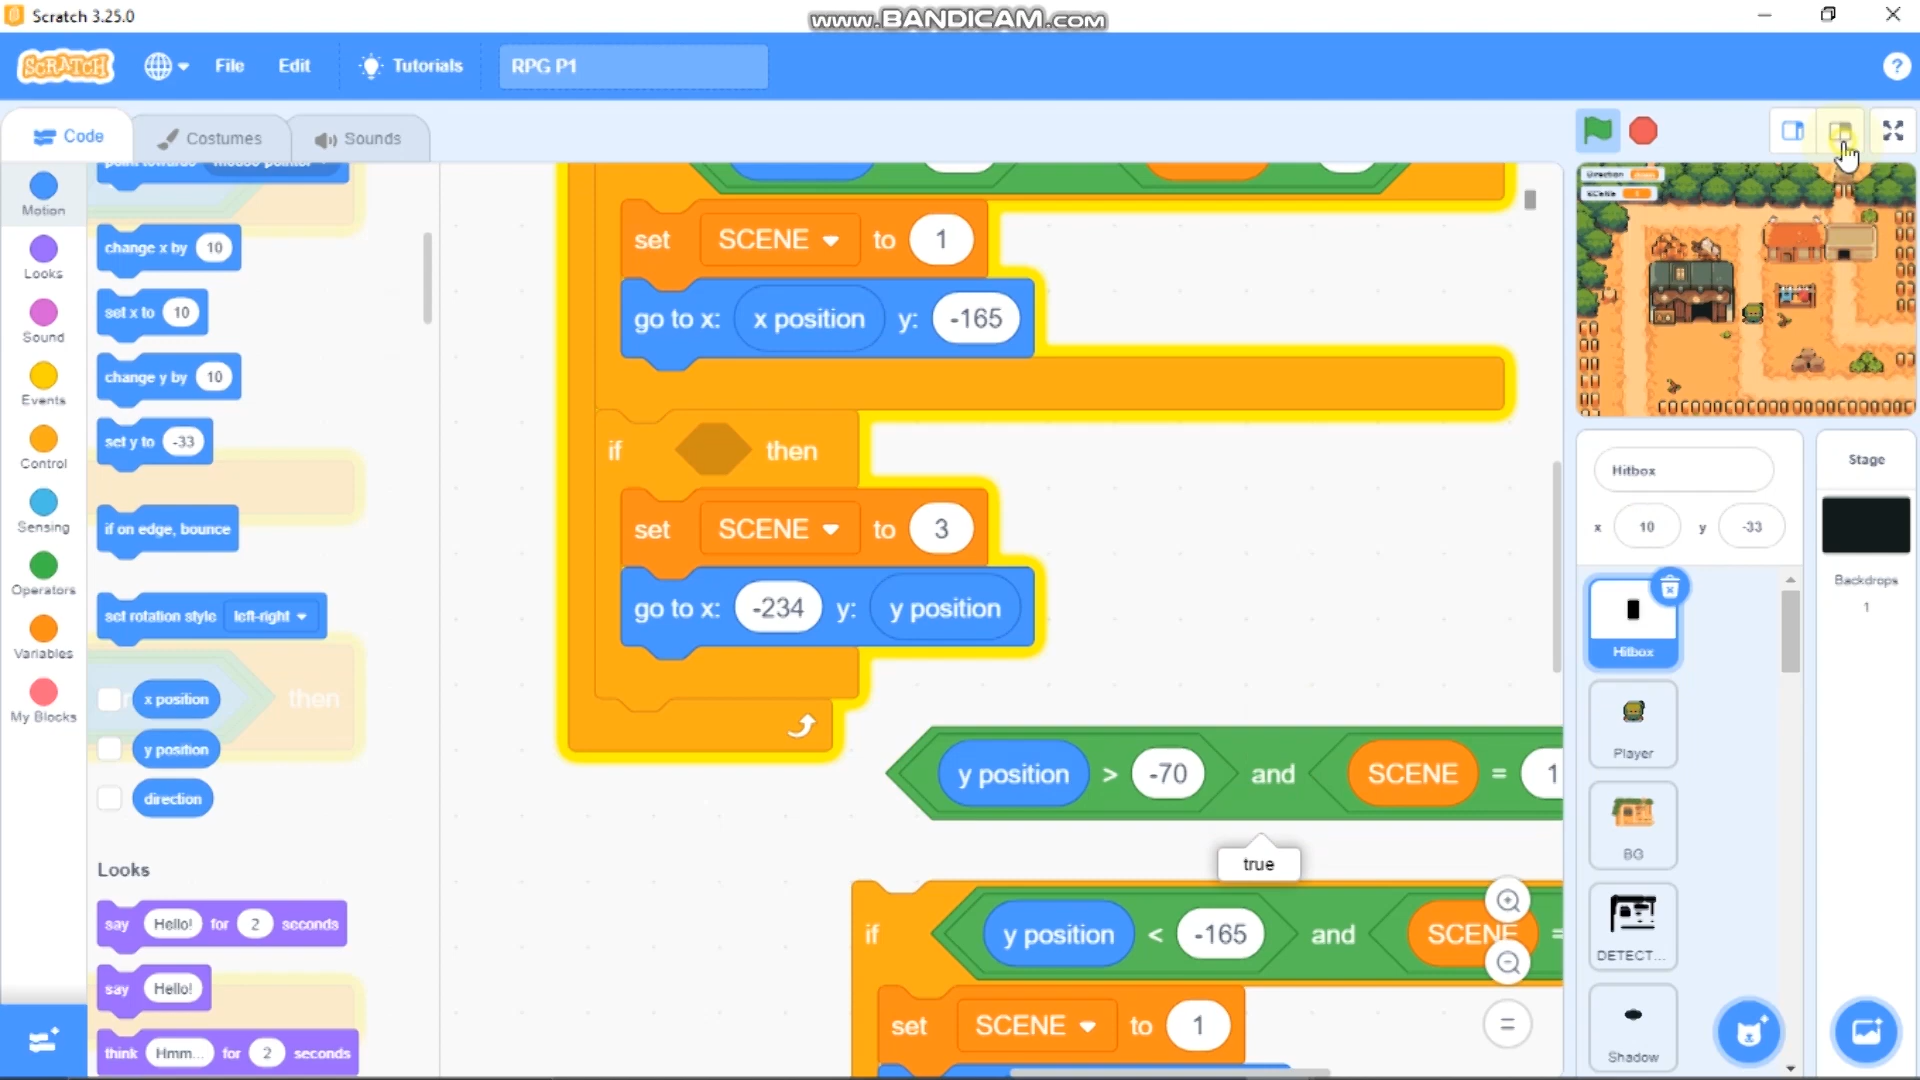 Scratch 3.25.0
www.BANDICAM.com
SCRATCH
File
Edit
Tutorials
RPG P1
Code
Costumes
Sounds
Motion
Looks
Sound
Events
Control
Sensing
Operators
Variables
My Blocks
change x by 10
set x to 10
change y by 10
set y to -33
if on edge, bounce
set rotation style left-right
x position
then
y position
direction
Looks
say Hello! for 2 seconds
say Hello!
think Hmm... for 2 seconds
set SCENE to 1
go to x: x position y: -165
if then
set SCENE to 3
go to x: -234 y: y position
y position > -70 and SCENE = 1
true
if y position < -165 and SCENE =
set SCENE to 1
Direction
SCENE
Hitbox
x 10 y -33
Stage
Backdrops
1
Hitbox
Player
BG
DETECT...
Shadow